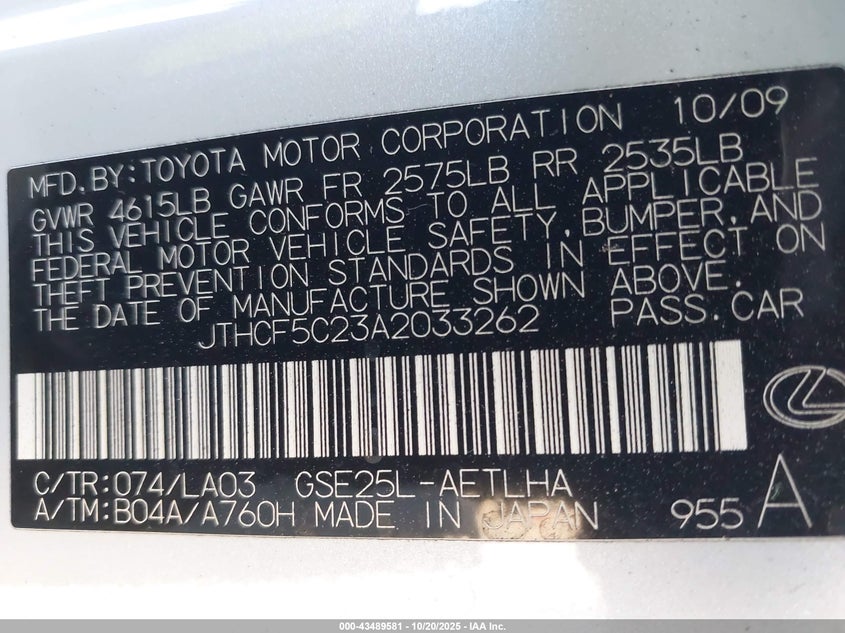 MFD.BY:TOYOTA MOTOR CORPORATION 10/09
GVWR 4615LB GAWR FR 2575LB RR 2535LB
THIS VEHICLE CONFORMS TO ALL APPLICABLE
FEDERAL MOTOR VEHICLE SAFETY,BUMPER,AND
THEFT PREVENTION STANDARDS IN EFFECT ON
THE DATE OF MANUFACTURE SHOWN ABOVE.
JTHCF5C23A2033262 PASS.CAR
C/TR:074/LA03 GSE25L-AETLHA
A/TM:B04A/A760H MADE IN JAPAN 955 A
000-43489581 - 10/20/2025 - IAA Inc.